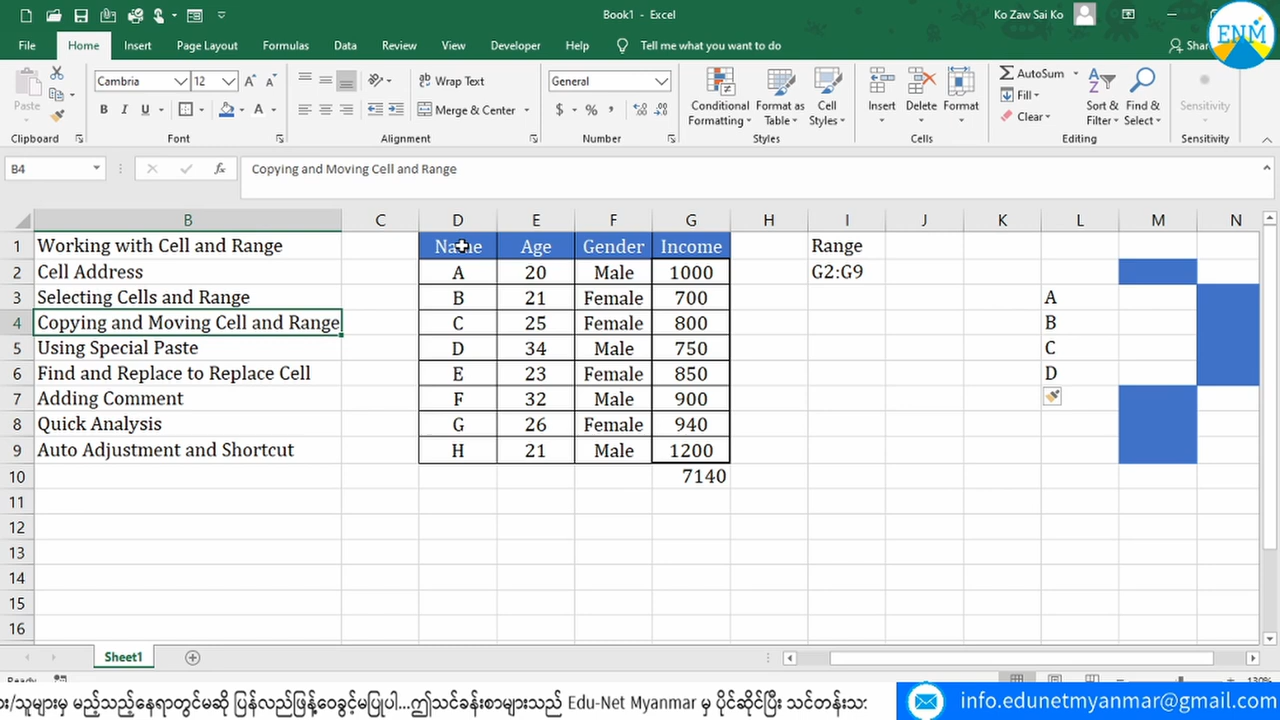 Book1 - Excel
Ko Zaw Sai Ko
ENM
File Home Insert Page Layout Formulas Data Review View Developer Help Tell me what you want to do
Cambria 12 Wrap Text General AutoSum
Paste B I U Merge & Center $ % , Conditional Formatting Format as Table Cell Styles Insert Delete Format Fill Clear Sort & Filter Find & Select Sensitivity
Clipboard Font Alignment Number Styles Cells Editing Sensitivity
B4 fx Copying and Moving Cell and Range
B C D E F G H I J K L M N
1 Working with Cell and Range Name Age Gender Income Range
2 Cell Address A 20 Male 1000 G2:G9
3 Selecting Cells and Range B 21 Female 700 A
4 Copying and Moving Cell and Range C 25 Female 800 B
5 Using Special Paste D 34 Male 750 C
6 Find and Replace to Replace Cell E 23 Female 850 D
7 Adding Comment F 32 Male 900
8 Quick Analysis G 26 Female 940
9 Auto Adjustment and Shortcut H 21 Male 1200
10 7140
11
12
13
14
15
16
Sheet1
130%
သူများမှ မည့်သည့်နေရာတွင်မဆို ပြန်လည်ဖြန့်ဝေခွင့်မပြုပါ...ဤသင်ခန်းစာများသည် Edu-Net Myanmar မှ ပိုင်ဆိုင်ပြီး သင်တန်းသား
info.edunetmyanmar@gmail.com